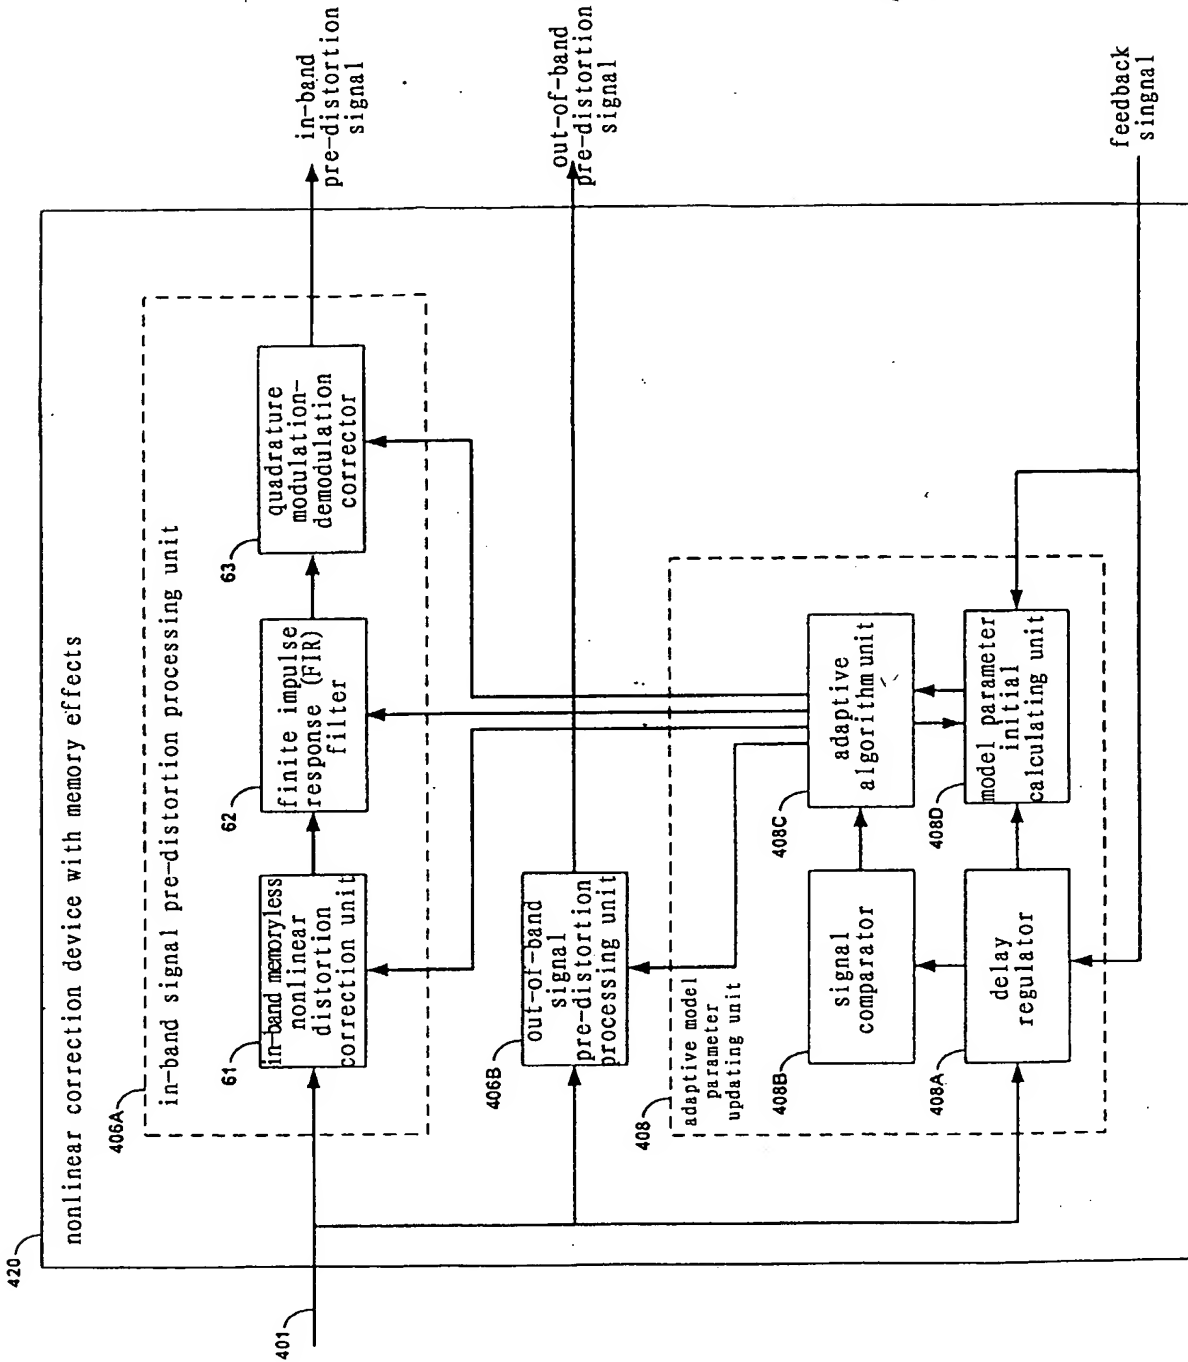 420
nonlinear correction device with memory effects
406A
in-band signal pre-distortion processing unit
401
61
in-band memoryless
nonlinear
distortion
correction unit
62
finite impulse
response (FIR)
filter
63
quadrature
modulation-
demodulation
corrector
in-band
pre-distortion
signal
406B
out-of-band
signal
pre-distortion
processing unit
out-of-band
pre-distortion
signal
408
adaptive model
parameter
updating unit
408B
signal
comparator
408C
adaptive
algorithm unit
408A
delay
regulator
408D
model parameter
initial
calculating unit
feedback
singnal